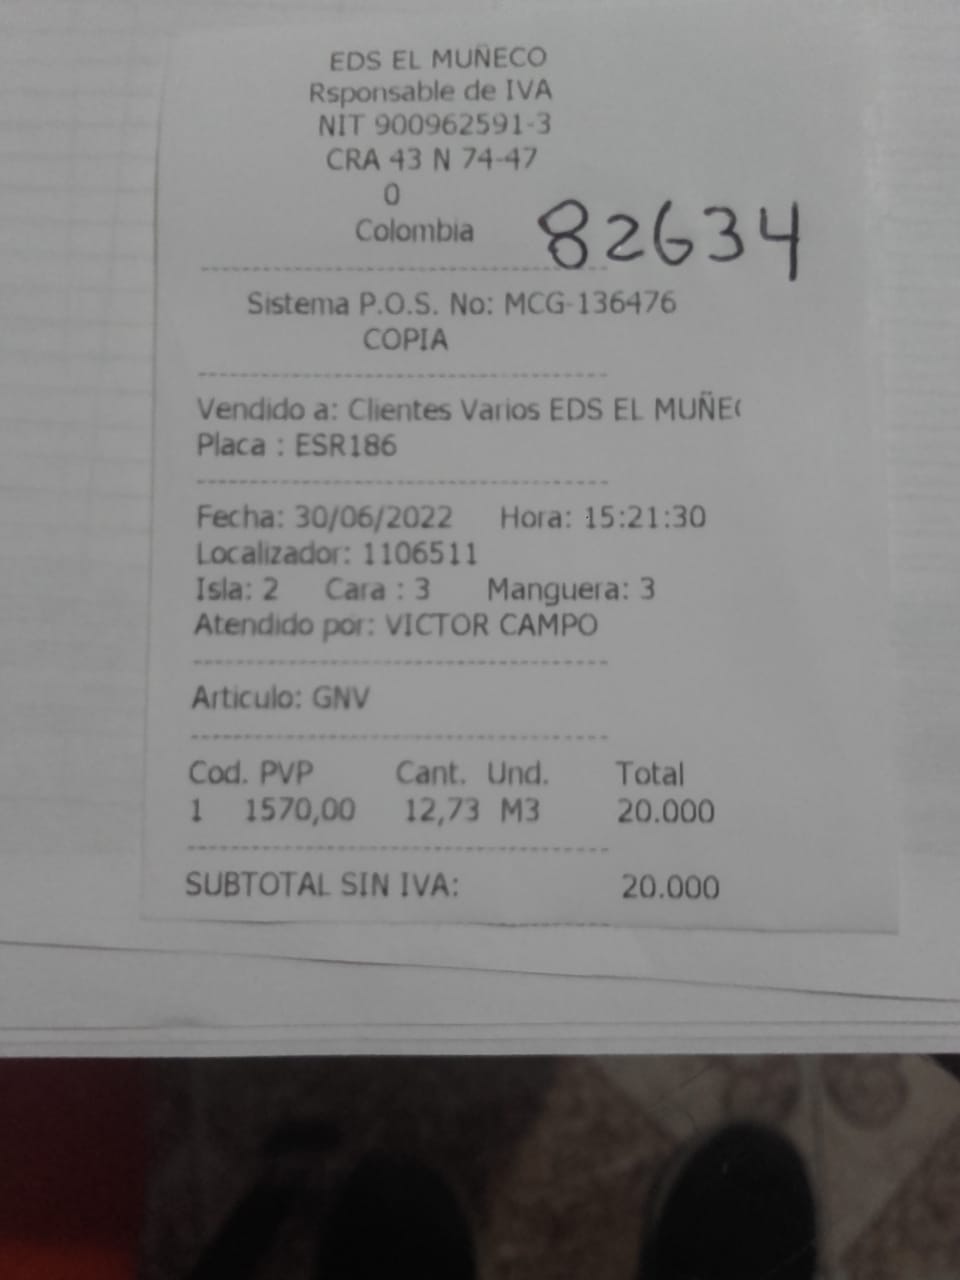 EDS EL MUÑECO
Rsponsable de IVA
NIT 900962591-3
CRA 43 N 74-47
0
Colombia
82634
Sistema P.O.S. No: MCG-136476
COPIA
Vendido a: Clientes Varios EDS EL MUÑEC
Placa : ESR186
Fecha: 30/06/2022 Hora: 15:21:30
Localizador: 1106511
Isla: 2 Cara : 3 Manguera: 3
Atendido por: VICTOR CAMPO
Articulo: GNV
Cod. PVP Cant. Und. Total
1 1570,00 12,73 M3 20.000
SUBTOTAL SIN IVA: 20.000